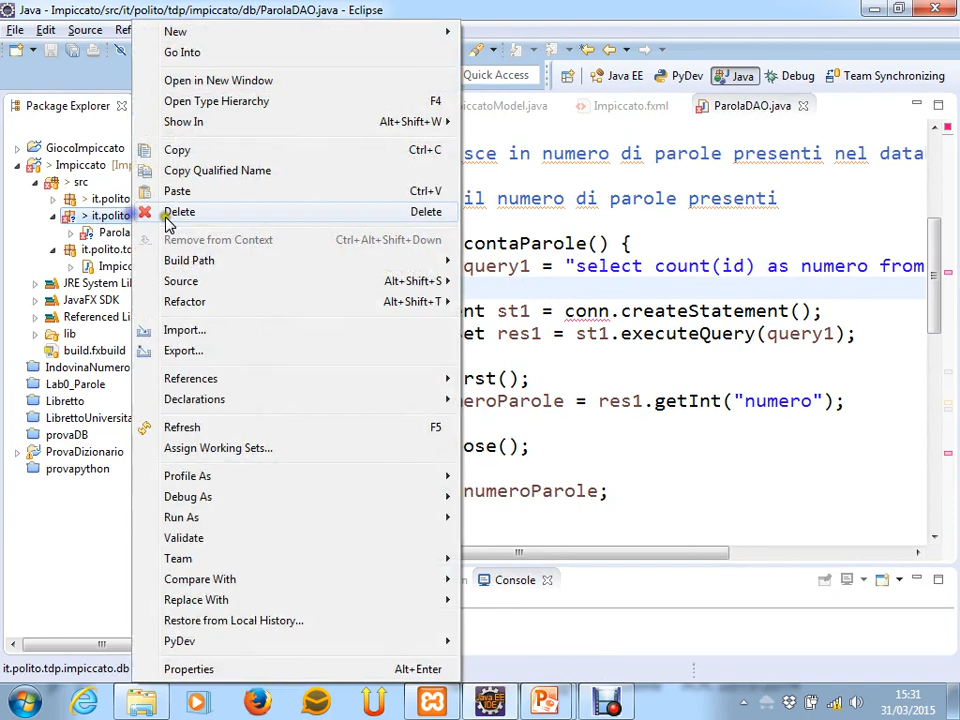 Java - Impiccato/src/it/polito/tdp/impiccato/db/ParolaDAO.java - Eclipse
File Edit Source Ref
Quick Access Java EE PyDev Java Debug Team Synchronizing
Package Explorer
iccatoModel.java Impiccato.fxml ParolaDAO.java
GiocoImpiccato
Impiccato [Im
src
> it.polito
> it.polito
Parola
it.polito.td
Impicc
JRE System Lib
JavaFX SDK
Referenced Li
lib
build.fxbuild
IndovinaNumero
Lab0_Parole
Libretto
LibrettoUniversita
provaDB
ProvaDizionario
provapython
New
Go Into
Open in New Window
Open Type Hierarchy F4
Show In Alt+Shift+W
Copy Ctrl+C
Copy Qualified Name
Paste Ctrl+V
Delete Delete
Remove from Context Ctrl+Alt+Shift+Down
Build Path
Source Alt+Shift+S
Refactor Alt+Shift+T
Import...
Export...
References
Declarations
Refresh F5
Assign Working Sets...
Profile As
Debug As
Run As
Validate
Team
Compare With
Replace With
Restore from Local History...
PyDev
Properties Alt+Enter
sce in numero di parole presenti nel data
il numero di parole presenti
contaParole() {
query1 = "select count(id) as numero from
nt st1 = conn.createStatement();
et res1 = st1.executeQuery(query1);
rst();
eroParole = res1.getInt("numero");
ose();
numeroParole;
Console
it.polito.tdp.impiccato.db
15:31
31/03/2015